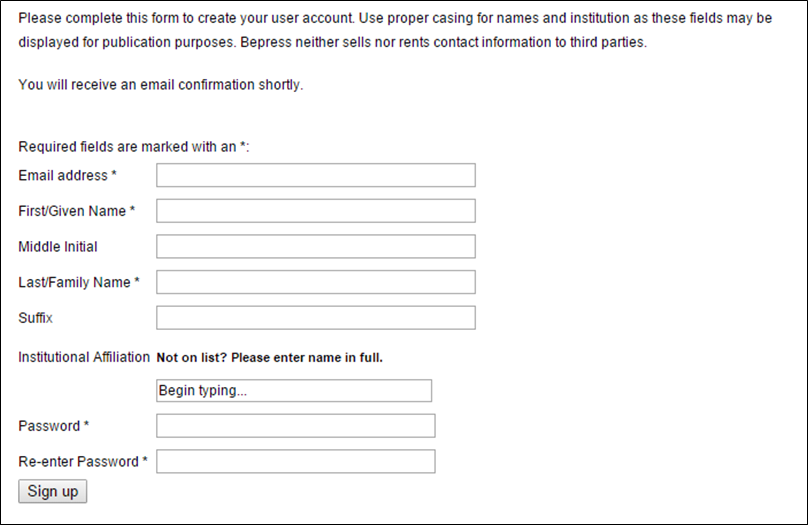 Please complete this form to create your user account. Use proper casing for names and institution as these fields may be
displayed for publication purposes. Bepress neither sells nor rents contact information to third parties.
You will receive an email confirmation shortly.
Required fields are marked with an *:
Email address *
First/Given Name *
Middle Initial
Last/Family Name *
Suffix
Institutional Affiliation Not on list? Please enter name in full.
Begin typing...
Password *
Re-enter Password *
Sign up